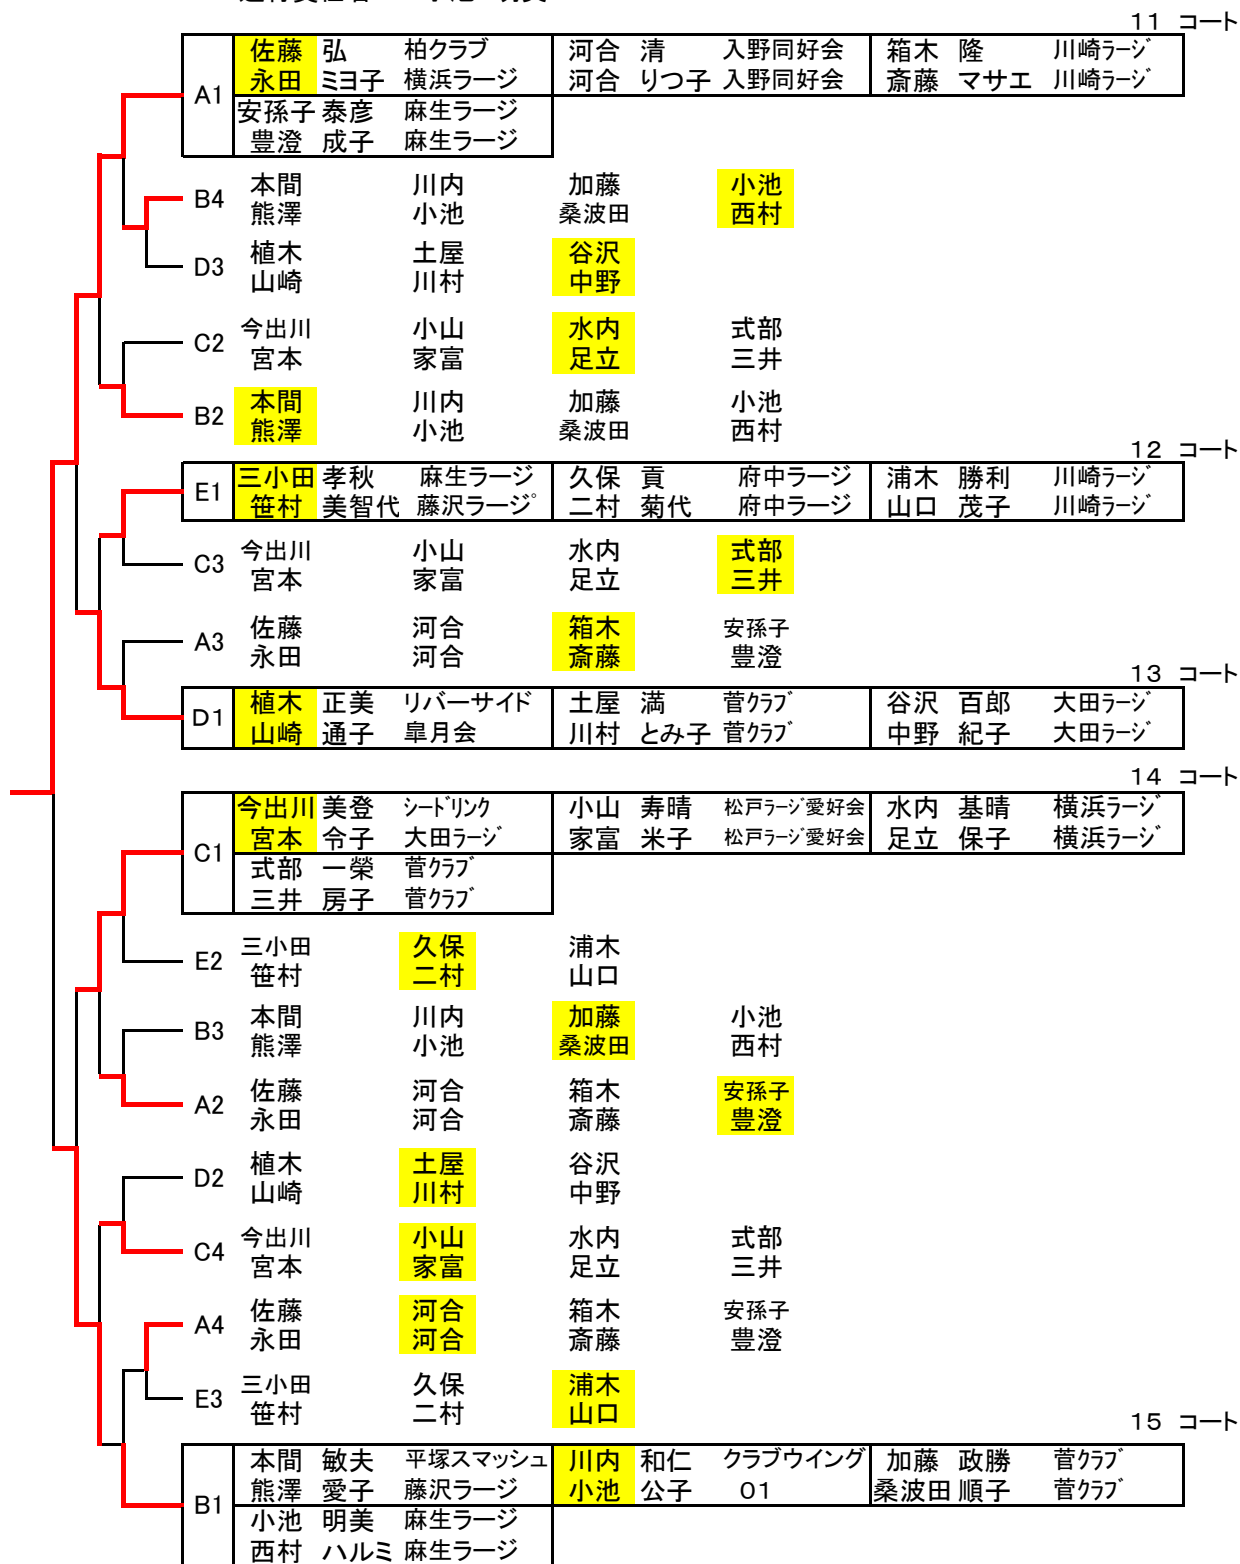 11 コート
佐藤 弘 柏クラブ 河合 清 入野同好会 箱木 隆 川崎ラージ
永田 ミヨ子 横浜ラージ 河合 りつ子 入野同好会 斎藤 マサエ 川崎ラージ
A1
安孫子 泰彦 麻生ラージ
豊澄 成子 麻生ラージ
B4
本間 川内 加藤 小池
熊澤 小池 桑波田 西村
D3
植木 土屋 谷沢
山崎 川村 中野
C2
今出川 小山 水内 式部
宮本 家富 足立 三井
B2
本間 川内 加藤 小池
熊澤 小池 桑波田 西村
12 コート
E1
三小田 孝秋 麻生ラージ 久保 貢 府中ラージ 浦木 勝利 川崎ラージ
笹村 美智代 藤沢ラージ 二村 菊代 府中ラージ 山口 茂子 川崎ラージ
C3
今出川 小山 水内 式部
宮本 家富 足立 三井
A3
佐藤 河合 箱木 安孫子
永田 河合 斎藤 豊澄
13 コート
D1
植木 正美 リバーサイド 土屋 満 菅クラブ 谷沢 百郎 大田ラージ
山崎 通子 皐月会 川村 とみ子 菅クラブ 中野 紀子 大田ラージ
14 コート
今出川 美登 シードリンク 小山 寿晴 松戸ラージ愛好会 水内 基晴 横浜ラージ
宮本 令子 大田ラージ 家富 米子 松戸ラージ愛好会 足立 保子 横浜ラージ
C1
式部 一榮 菅クラブ
三井 房子 菅クラブ
E2
三小田 久保 浦木
笹村 二村 山口
B3
本間 川内 加藤 小池
熊澤 小池 桑波田 西村
A2
佐藤 河合 箱木 安孫子
永田 河合 斎藤 豊澄
D2
植木 土屋 谷沢
山崎 川村 中野
C4
今出川 小山 水内 式部
宮本 家富 足立 三井
A4
佐藤 河合 箱木 安孫子
永田 河合 斎藤 豊澄
E3
三小田 久保 浦木
笹村 二村 山口
15 コート
本間 敏夫 平塚スマッシュ 川内 和仁 クラブウイング 加藤 政勝 菅クラブ
熊澤 愛子 藤沢ラージ 小池 公子 01 桑波田 順子 菅クラブ
B1
小池 明美 麻生ラージ
西村 ハルミ 麻生ラージ